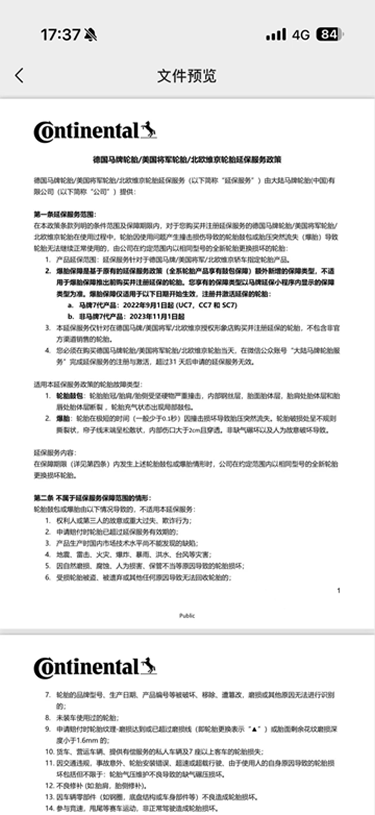 17:37
4G 84
文件预览
Continental
德国马牌轮胎/美国将军轮胎/北欧维京轮胎延保服务政策
德国马牌轮胎/美国将军轮胎/北欧维京轮胎延保服务（以下简称“延保服务”）由大陆马牌轮胎(中国)有
限公司（以下简称“公司”）提供：
第一条延保服务范围：
在本政策条款列明的条件范围及保障期限内，对于您购买并注册延保服务的德国马牌轮胎/美国将军轮胎/
北欧维京轮胎在使用过程中，轮胎因使用问题产生撞击损伤导致的轮胎鼓包或胎压突然流失（爆胎）导致
轮胎无法继续正常使用的，由公司在约定范围内以相同型号的全新轮胎更换损坏的轮胎：
1. 产品延保范围：延保服务针对于德国马牌/美国将军/北欧维京轿车指定轮胎产品。
2. 爆胎保障是基于原有的延保服务政策（全系轮胎产品享有鼓包保障）额外新增的保障类型，不适
用于爆胎保障推出前购买并注册延保的轮胎。您享有的保障类型以马牌延保小程序内显示的保障
类型为准。爆胎保障仅适用于以下日期开始生效，注册并激活延保的轮胎：
a. 马牌7代产品：2022年9月1日起（UC7、CC7 和 SC7）
b. 非马牌7代产品：2023年11月1日起
3. 本延保服务仅针对在德国马牌/美国将军/北欧维京授权形象店购买并注册延保的轮胎，不包含非官
方渠道销售的轮胎。
4. 您必须在购买德国马牌轮胎/美国将军轮胎/北欧维京轮胎当天，在微信公众账号“大陆马牌轮胎服
务”完成延保服务的注册与激活，超过31 天后申请的延保服务无效。
适用本延保服务政策的轮胎故障类型：
1. 轮胎鼓包：轮胎胎冠/胎肩/胎侧受坚硬物严重撞击，内部钢丝层，胎面胎体层，胎肩处胎体层和胎
唇处胎体层断裂 ，轮胎充气状态出现局部鼓包。
2. 爆胎：轮胎在极短的时间（一般少于0.1秒）因撞击损坏导致胎压突然流失。轮胎破损处呈不规则
撕裂状，帘子线末端呈松散状，内部伤口大于2cm且穿透。非缺气碾坏以及人为故意破坏导致。
延保服务内容：
在保障期限（详见第四条）内发生上述轮胎鼓包或爆胎情形时，公司在约定范围内以相同型号的全新轮胎
更换损坏轮胎。
第二条 不属于延保服务保障范围的情形：
轮胎鼓包或爆胎由以下情况导致的，不适用本延保服务：
1. 权利人或第三人的故意或重大过失、欺诈行为；
2. 申请赔付时轮胎已超过延保服务有效期的；
3. 产品生产时国内市场技术水平尚不能发现的缺陷；
4. 地震、雷击、火灾、爆炸、暴雨、洪水、台风等灾害；
5. 因自然磨损、腐蚀、人为损害、保管不当等原因导致的轮胎损坏；
6. 受损轮胎被盗，被遗弃或其他任何原因导致无法回收轮胎的；
1
Public
Continental
7. 轮胎的品牌型号、生产日期、产品编号等被破坏、移除、遭篡改，磨损或其他原因无法进行识别
的；
8. 未装车使用过的轮胎；
9. 申请赔付时轮胎纹理-磨损达到或已超过磨损线（即轮胎更换表示“▲”）或胎面剩余花纹磨损深
度小于1.6mm 的；
10. 货车、营运车辆、提供有偿服务的私人车辆及7 座以上客车的轮胎损失；
11. 因交通违规、事故意外、轮胎安装错误、超速或超载行驶、由于使用人的自身原因导致的轮胎损
坏包括但不限于：轮胎气压维护不良导致的缺气碾压损坏。
12. 不良修补 (如:胎肩，胎侧修补)。
13. 因车辆零部件（如钢圈，底盘结构或车身部件等）不良造成轮胎损坏。
14. 参与竞速，甩尾等赛车运动，非正常驾驶造成轮胎损坏。